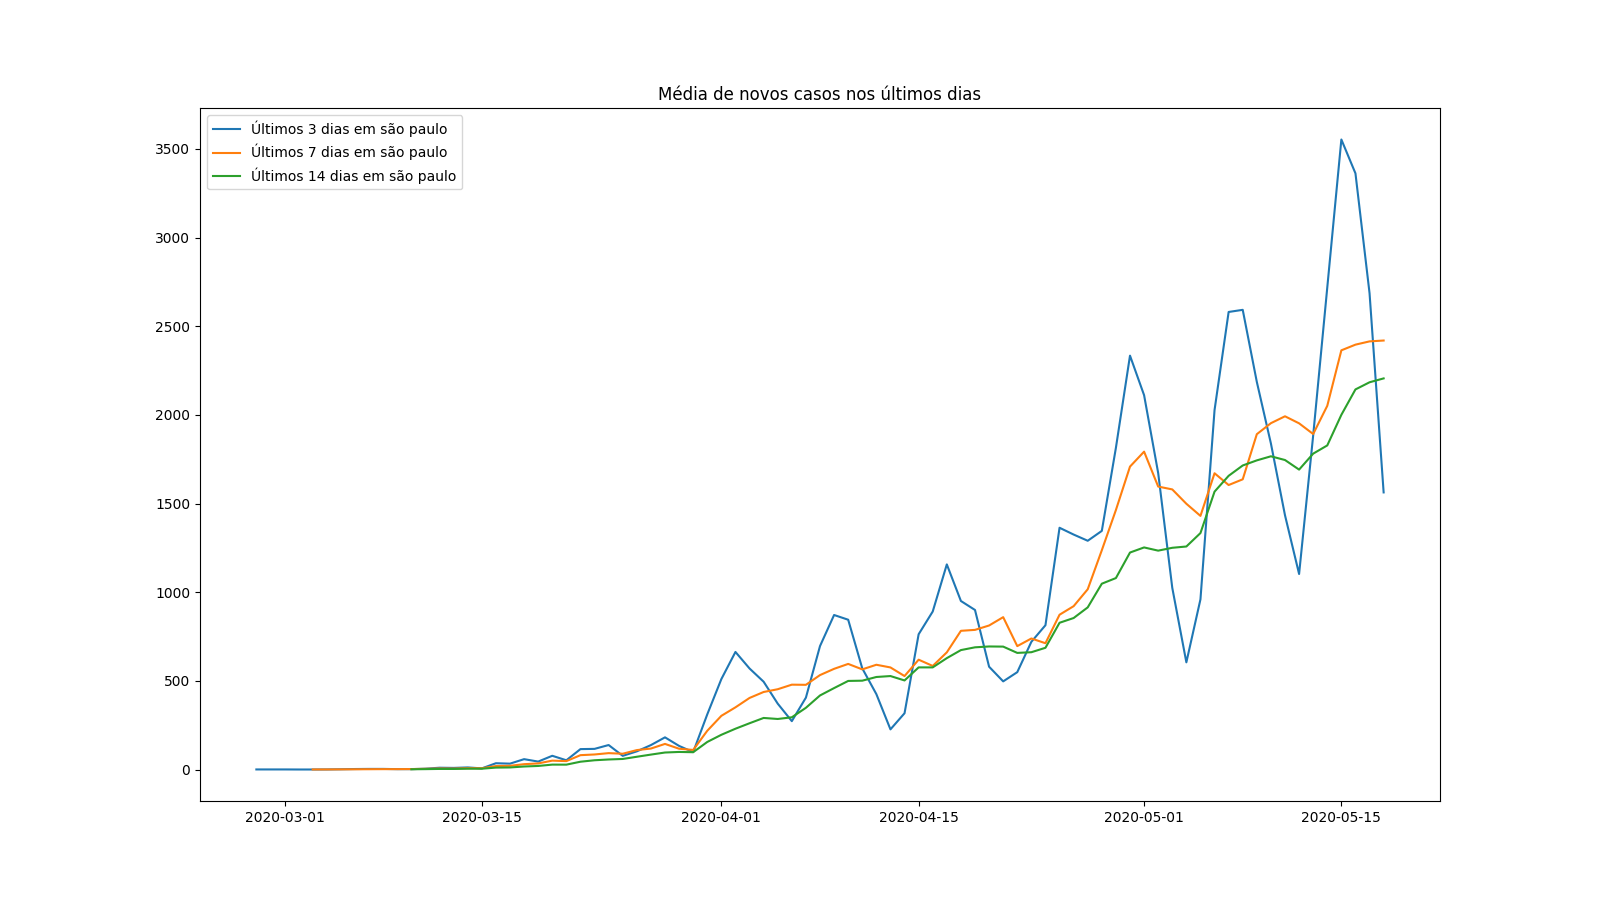 Média de novos casos nos últimos dias
Últimos 3 dias em são paulo
Últimos 7 dias em são paulo
Últimos 14 dias em são paulo
3500
3000
2500
2000
1500
1000
500
0
2020-03-01 2020-03-15 2020-04-01 2020-04-15 2020-05-01 2020-05-15